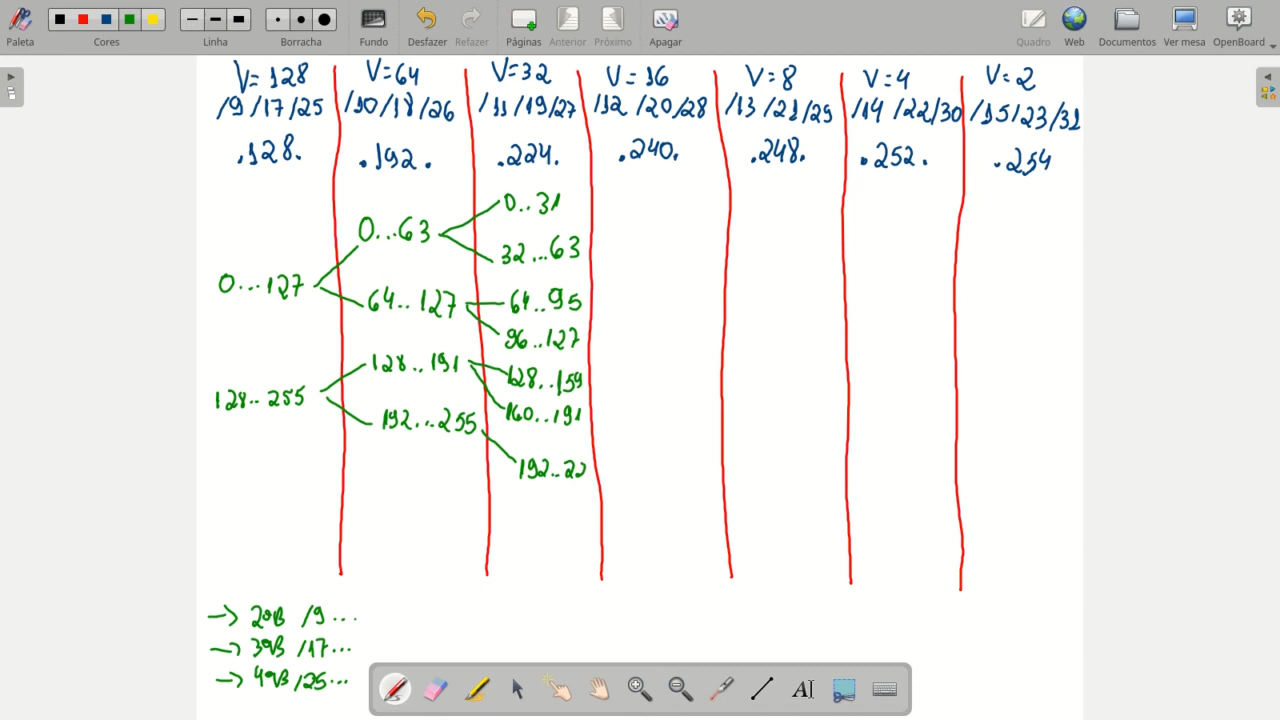 Paleta Cores Linha Borracha Fundo Desfazer Refazer Páginas Anterior Próximo Apagar Quadro Web Documentos Ver mesa OpenBoard
V=128 V=64 V=32 V=16 V=8 V=4 V=2
/9/17/25 /10/18/26 /11/19/27 /12/20/28 /13/21/29 /14/22/30 /15/23/31
.128. .192. .224. .240. .248. .252. .254
0..31
0...63
32...63
0...127
64..127 64..95
96..127
128..191 128..159
128..255
160..191
192...255
192..22
→ 2ºB /9...
→ 3ºB /17...
→ 4ºB /25...
AI